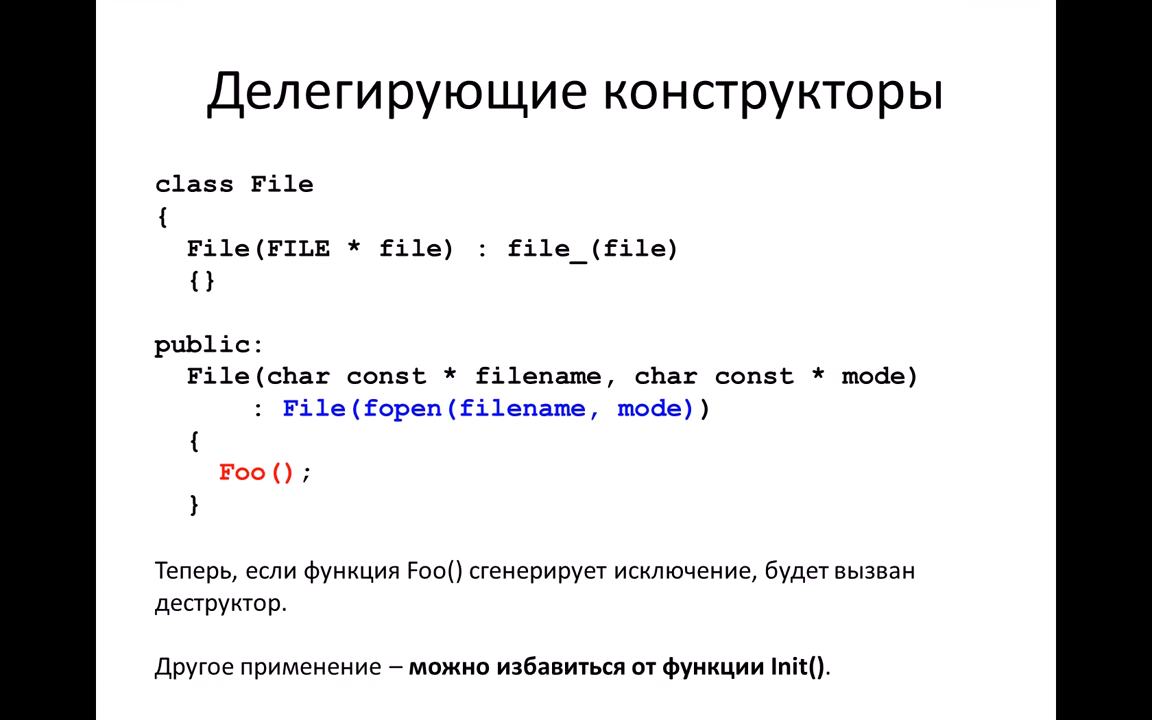 Делегирующие конструкторы
class File
{
File(FILE * file) : file_(file)
{}
public:
File(char const * filename, char const * mode)
: File(fopen(filename, mode))
{
Foo();
}
Теперь, если функция Foo() сгенерирует исключение, будет вызван
деструктор.
Другое применение – можно избавиться от функции Init().